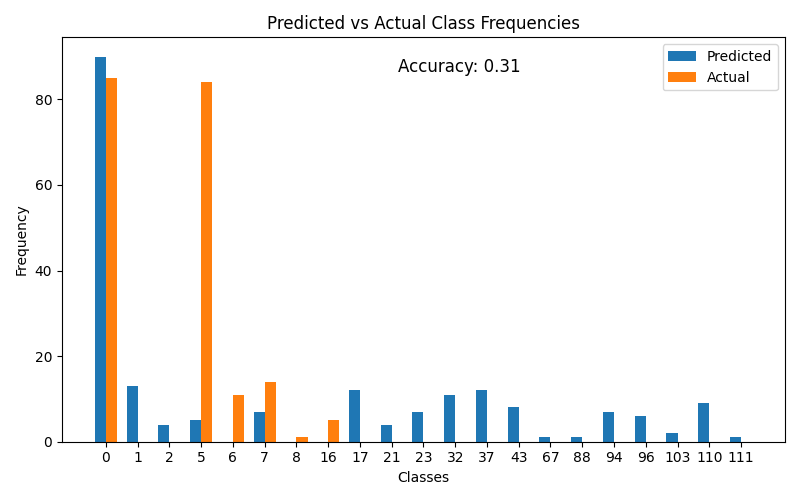 Predicted vs Actual Class Frequencies
Accuracy: 0.31
Predicted
Actual
Frequency
80
60
40
20
0
0 1 2 5 6 7 8 16 17 21 23 32 37 43 67 88 94 96 103 110 111
Classes